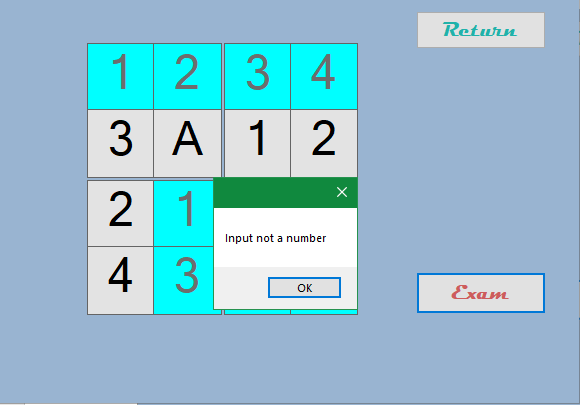 Return
1 2 3 4
3 A 1 2
2 1
Input not a number
4 3
OK
Exam